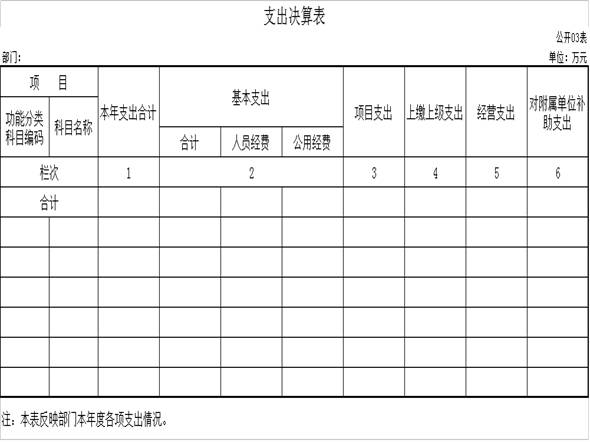 支出决算表
公开03表
部门: 单位: 万元
项 目 本年支出合计 基本支出 项目支出 上缴上级支出 经营支出 对附属单位补助支出
功能分类科目编码 科目名称 合计 人员经费 公用经费
栏次 1 2 3 4 5 6
合计
注: 本表反映部门本年度各项支出情况。